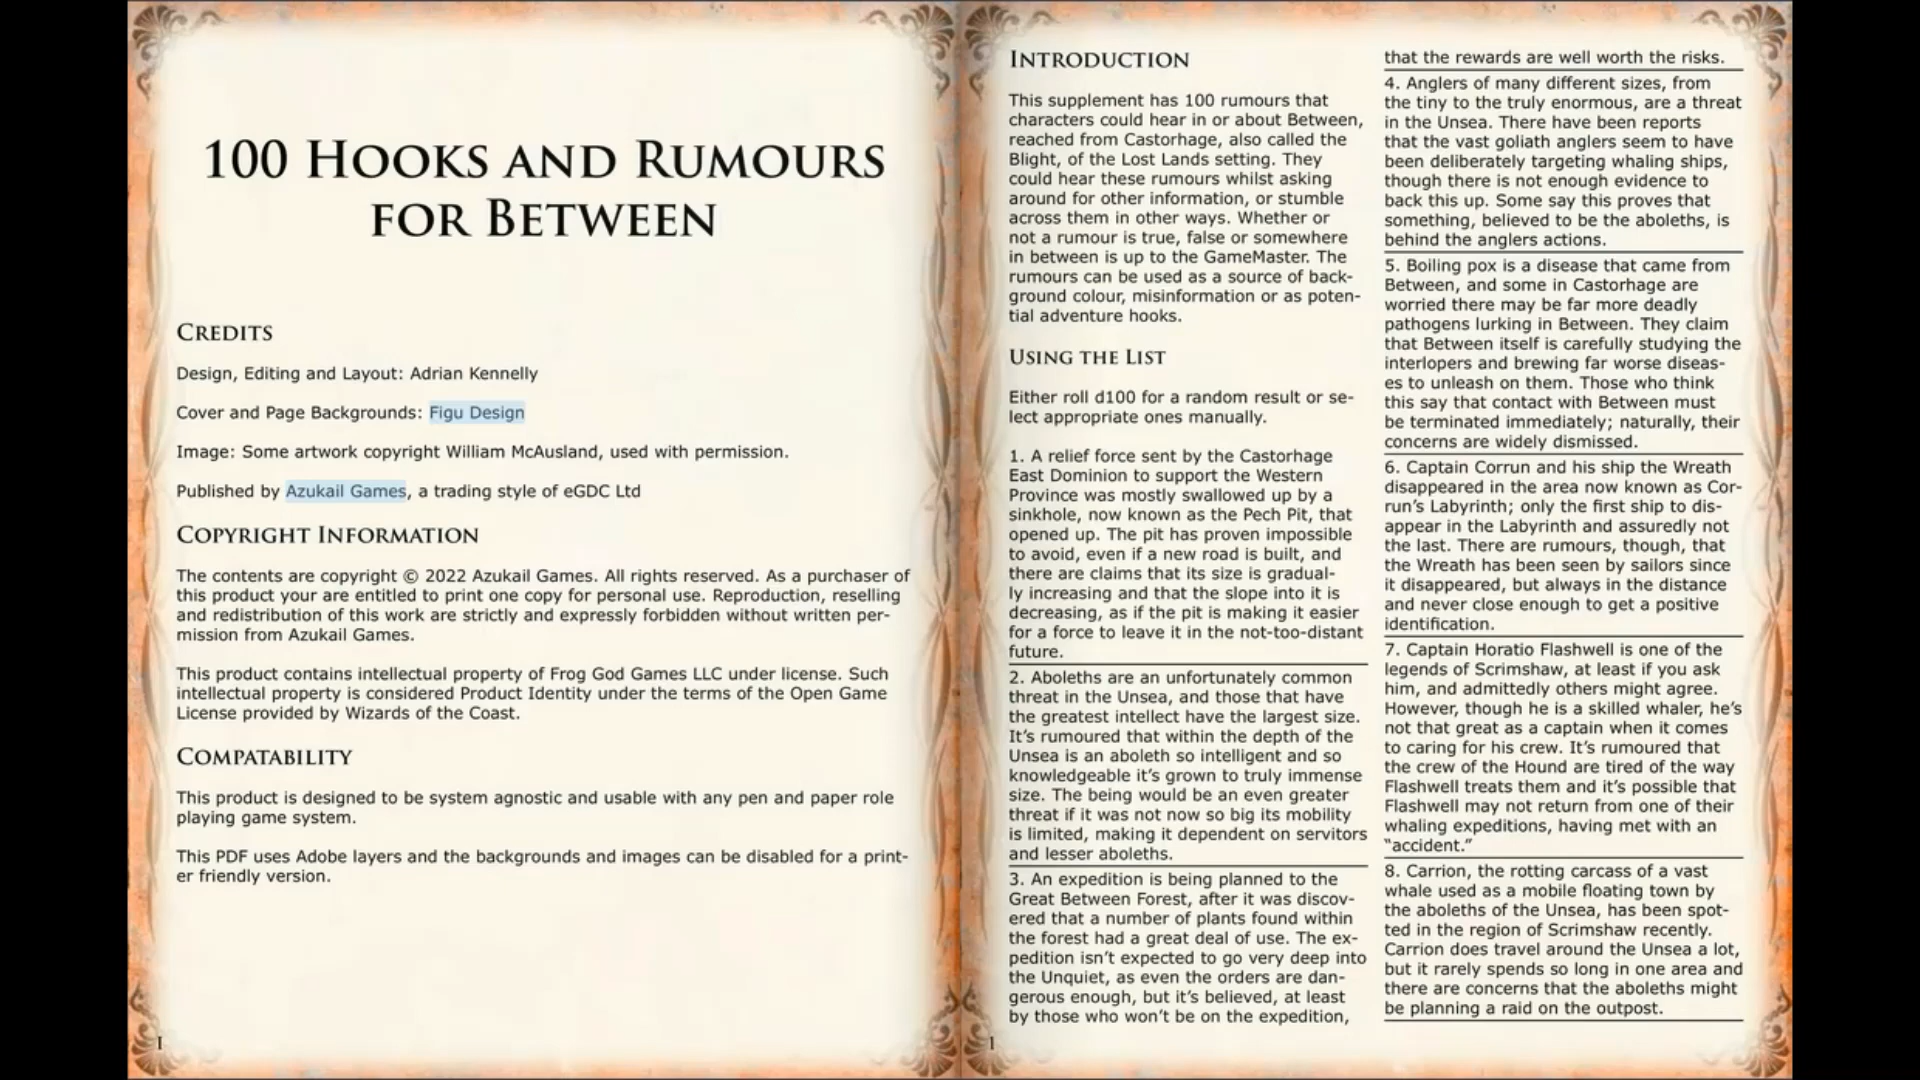 100 Hooks and Rumours
for Between
Credits
Design, Editing and Layout: Adrian Kennelly
Cover and Page Backgrounds: Figu Design
Image: Some artwork copyright William McAusland, used with permission.
Published by Azukail Games, a trading style of eGDC Ltd
Copyright Information
The contents are copyright © 2022 Azukail Games. All rights reserved. As a purchaser of
this product your are entitled to print one copy for personal use. Reproduction, reselling
and redistribution of this work are strictly and expressly forbidden without written per-
mission from Azukail Games.
This product contains intellectual property of Frog God Games LLC under license. Such
intellectual property is considered Product Identity under the terms of the Open Game
License provided by Wizards of the Coast.
Compatability
This product is designed to be system agnostic and usable with any pen and paper role
playing game system.
This PDF uses Adobe layers and the backgrounds and images can be disabled for a print-
er friendly version.
I
Introduction
This supplement has 100 rumours that
characters could hear in or about Between,
reached from Castorhage, also called the
Blight, of the Lost Lands setting. They
could hear these rumours whilst asking
around for other information, or stumble
across them in other ways. Whether or
not a rumour is true, false or somewhere
in between is up to the GameMaster. The
rumours can be used as a source of back-
ground colour, misinformation or as poten-
tial adventure hooks.
Using the List
Either roll d100 for a random result or se-
lect appropriate ones manually.
1. A relief force sent by the Castorhage
East Dominion to support the Western
Province was mostly swallowed up by a
sinkhole, now known as the Pech Pit, that
opened up. The pit has proven impossible
to avoid, even if a new road is built, and
there are claims that its size is gradual-
ly increasing and that the slope into it is
decreasing, as if the pit is making it easier
for a force to leave it in the not-too-distant
future.
2. Aboleths are an unfortunately common
threat in the Unsea, and those that have
the greatest intellect have the largest size.
It’s rumoured that within the depth of the
Unsea is an aboleth so intelligent and so
knowledgeable it’s grown to truly immense
size. The being would be an even greater
threat if it was not now so big its mobility
is limited, making it dependent on servitors
and lesser aboleths.
3. An expedition is being planned to the
Great Between Forest, after it was discov-
ered that a number of plants found within
the forest had a great deal of use. The ex-
pedition isn’t expected to go very deep into
the Unquiet, as even the orders are dan-
gerous enough, but it’s believed, at least
by those who won’t be on the expedition,
that the rewards are well worth the risks.
4. Anglers of many different sizes, from
the tiny to the truly enormous, are a threat
in the Unsea. There have been reports
that the vast goliath anglers seem to have
been deliberately targeting whaling ships,
though there is not enough evidence to
back this up. Some say this proves that
something, believed to be the aboleths, is
behind the anglers actions.
5. Boiling pox is a disease that came from
Between, and some in Castorhage are
worried there may be far more deadly
pathogens lurking in Between. They claim
that Between itself is carefully studying the
interlopers and brewing far worse diseas-
es to unleash on them. Those who think
this say that contact with Between must
be terminated immediately; naturally, their
concerns are widely dismissed.
6. Captain Corrun and his ship the Wreath
disappeared in the area now known as Cor-
run’s Labyrinth; only the first ship to dis-
appear in the Labyrinth and assuredly not
the last. There are rumours, though, that
the Wreath has been seen by sailors since
it disappeared, but always in the distance
and never close enough to get a positive
identification.
7. Captain Horatio Flashwell is one of the
legends of Scrimshaw, at least if you ask
him, and admittedly others might agree.
However, though he is a skilled whaler, he’s
not that great as a captain when it comes
to caring for his crew. It’s rumoured that
the crew of the Hound are tired of the way
Flashwell treats them and it’s possible that
Flashwell may not return from one of their
whaling expeditions, having met with an
“accident.”
8. Carrion, the rotting carcass of a vast
whale used as a mobile floating town by
the aboleths of the Unsea, has been spot-
ted in the region of Scrimshaw recently.
Carrion does travel around the Unsea a lot,
but it rarely spends so long in one area and
there are concerns that the aboleths might
be planning a raid on the outpost.
1